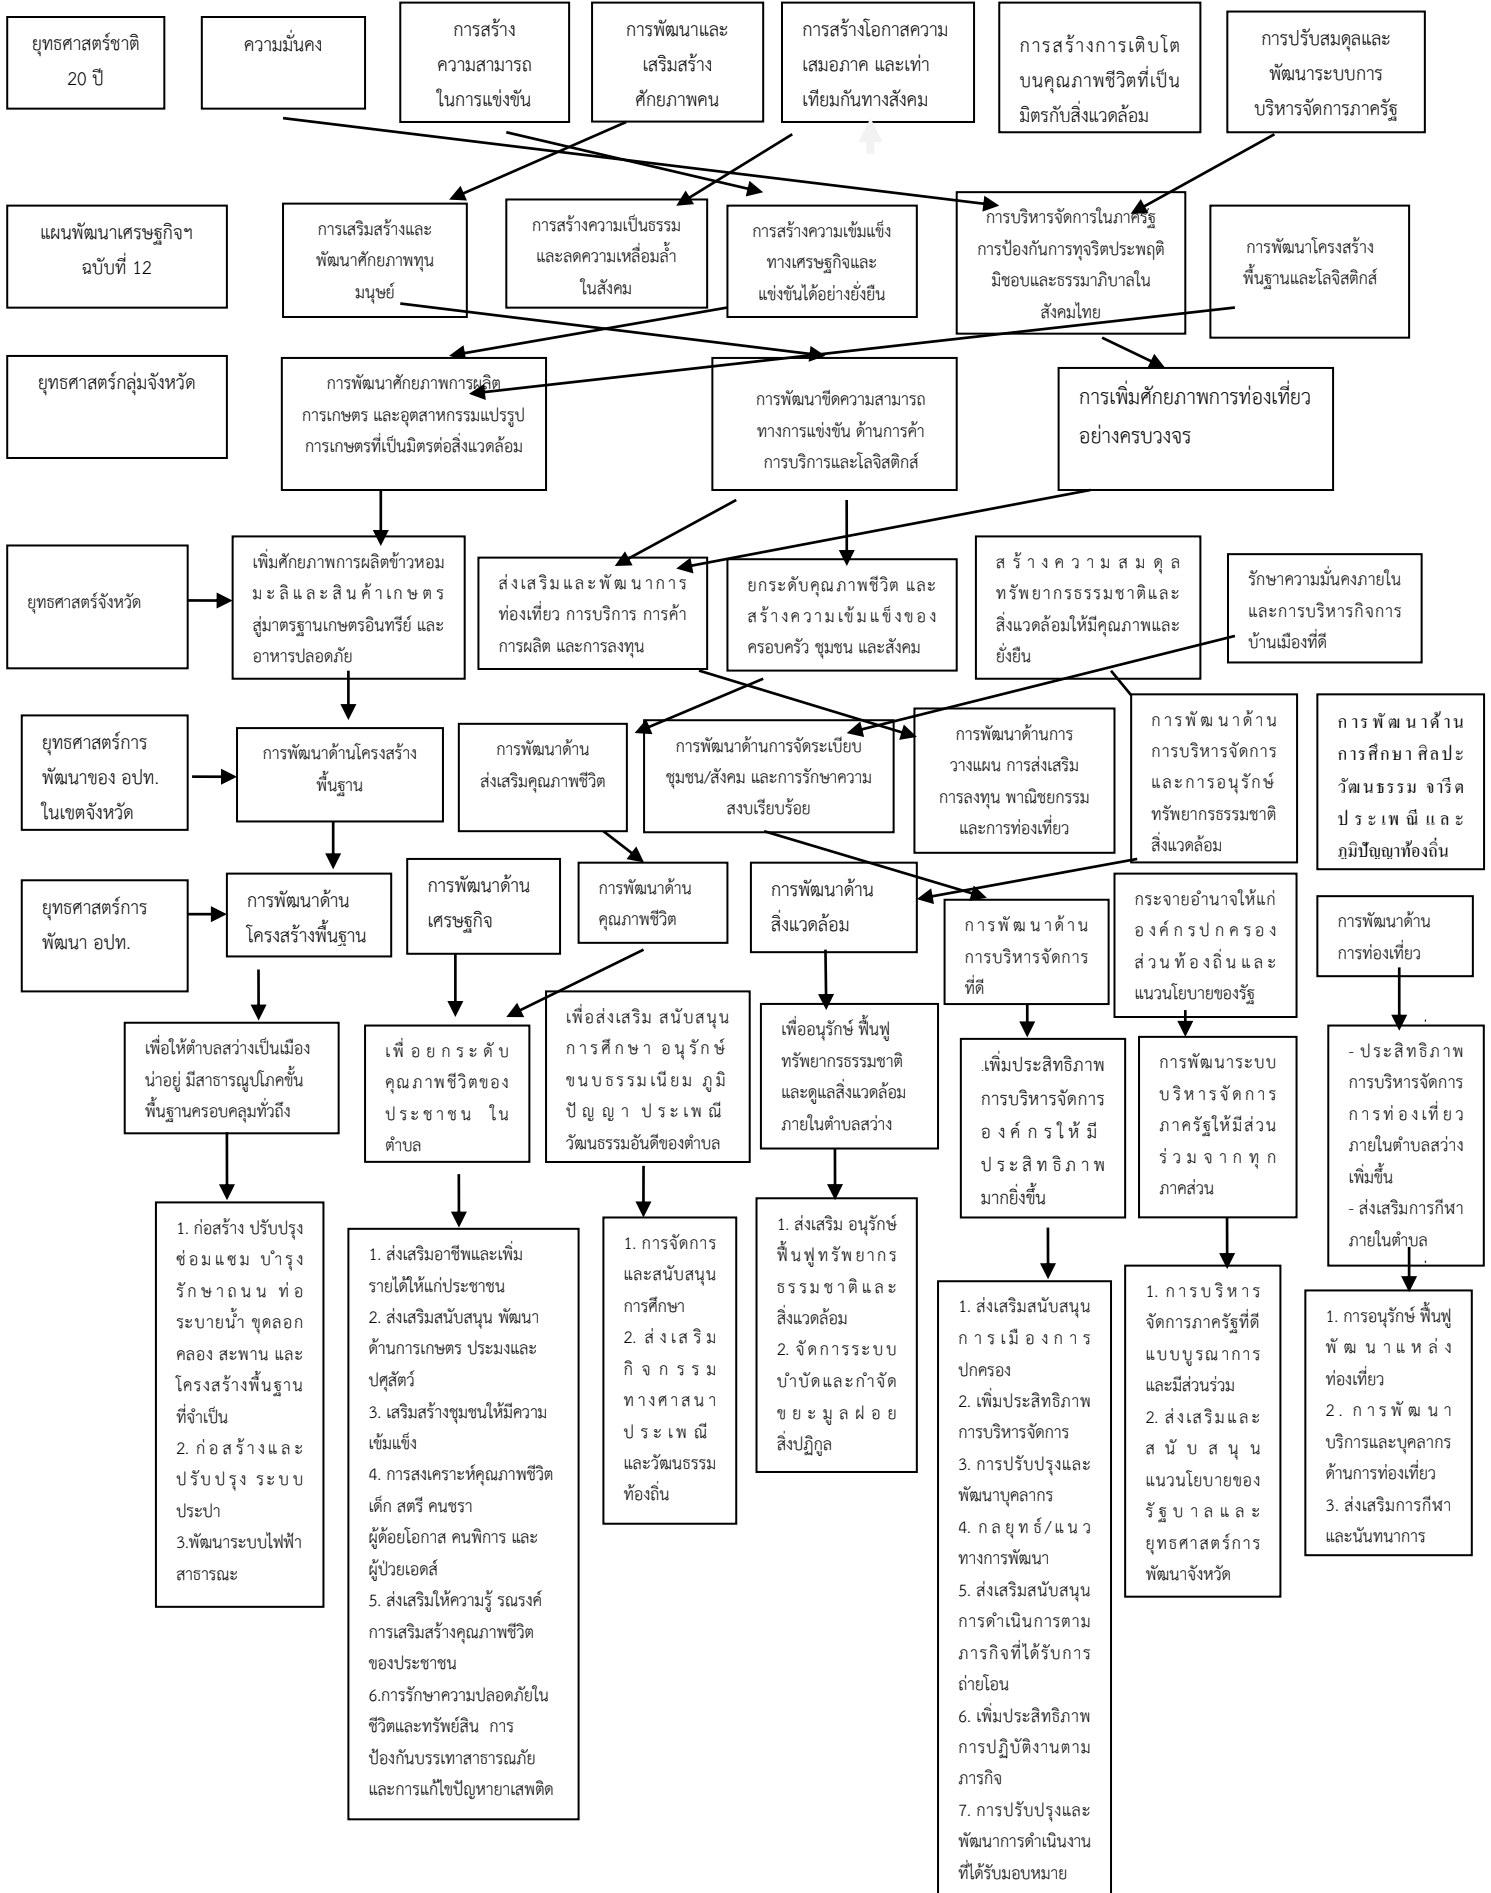 ยุทธศาสตร์ชาติ
20 ปี
ความมั่นคง
การสร้าง
ความสามารถ
ในการแข่งขัน
การพัฒนาและ
เสริมสร้าง
ศักยภาพคน
การสร้างโอกาสความ
เสมอภาค และเท่า
เทียมกันทางสังคม
การสร้างการเติบโต
บนคุณภาพชีวิตที่เป็น
มิตรกับสิ่งแวดล้อม
การปรับสมดุลและ
พัฒนาระบบการ
บริหารจัดการภาครัฐ
แผนพัฒนาเศรษฐกิจฯ
ฉบับที่ 12
การเสริมสร้างและ
พัฒนาศักยภาพทุน
มนุษย์
การสร้างความเป็นธรรม
และลดความเหลื่อมล้ำ
ในสังคม
การสร้างความเข้มแข็ง
ทางเศรษฐกิจและ
แข่งขันได้อย่างยั่งยืน
การบริหารจัดการในภาครัฐ
การป้องกันการทุจริตประพฤติ
มิชอบและธรรมาภิบาลใน
สังคมไทย
การพัฒนาโครงสร้าง
พื้นฐานและโลจิสติกส์
ยุทธศาสตร์กลุ่มจังหวัด
การพัฒนาศักยภาพการผลิต
การเกษตร และอุตสาหกรรมแปรรูป
การเกษตรที่เป็นมิตรต่อสิ่งแวดล้อม
การพัฒนาขีดความสามารถ
ทางการแข่งขัน ด้านการค้า
การบริการและโลจิสติกส์
การเพิ่มศักยภาพการท่องเที่ยว
อย่างครบวงจร
ยุทธศาสตร์จังหวัด
เพิ่มศักยภาพการผลิตข้าวหอม
มะลิและสินค้าเกษตร
สู่มาตรฐานเกษตรอินทรีย์ และ
อาหารปลอดภัย
ส่งเสริมและพัฒนาการ
ท่องเที่ยว การบริการ การค้า
การผลิต และการลงทุน
ยกระดับคุณภาพชีวิต และ
สร้างความเข้มแข็งของ
ครอบครัว ชุมชน และสังคม
สร้างความสมดุล
ทรัพยากรธรรมชาติและ
สิ่งแวดล้อมให้มีคุณภาพและ
ยั่งยืน
รักษาความมั่นคงภายใน
และการบริหารกิจการ
บ้านเมืองที่ดี
ยุทธศาสตร์การ
พัฒนาของ อปท.
ในเขตจังหวัด
การพัฒนาด้านโครงสร้าง
พื้นฐาน
การพัฒนาด้าน
ส่งเสริมคุณภาพชีวิต
การพัฒนาด้านการจัดระเบียบ
ชุมชน/สังคม และการรักษาความ
สงบเรียบร้อย
การพัฒนาด้านการ
วางแผน การส่งเสริม
การลงทุน พาณิชยกรรม
และการท่องเที่ยว
การพัฒนาด้าน
การบริหารจัดการ
และการอนุรักษ์
ทรัพยากรธรรมชาติ
สิ่งแวดล้อม
การพัฒนาด้าน
การศึกษา ศิลปะ
วัฒนธรรม จารีต
ประเพณีและ
ภูมิปัญญาท้องถิ่น
ยุทธศาสตร์การ
พัฒนา อปท.
การพัฒนาด้าน
โครงสร้างพื้นฐาน
การพัฒนาด้าน
เศรษฐกิจ
การพัฒนาด้าน
คุณภาพชีวิต
การพัฒนาด้าน
สิ่งแวดล้อม
การพัฒนาด้าน
การบริหารจัดการ
ที่ดี
กระจายอำนาจให้แก่
องค์กรปกครอง
ส่วนท้องถิ่นและ
แนวนโยบายของรัฐ
การพัฒนาด้าน
การท่องเที่ยว
เพื่อให้ตำบลสว่างเป็นเมือง
น่าอยู่ มีสาธารณูปโภคขั้น
พื้นฐานครอบคลุมทั่วถึง
เพื่อยกระดับ
คุณภาพชีวิตของ
ประชาชน ใน
ตำบล
เพื่อส่งเสริม สนับสนุน
การศึกษา อนุรักษ์
ขนบธรรมเนียม ภูมิ
ปัญญา ประเพณี
วัฒนธรรมอันดีของตำบล
เพื่ออนุรักษ์ ฟื้นฟู
ทรัพยากรธรรมชาติ
และดูแลสิ่งแวดล้อม
ภายในตำบลสว่าง
.เพิ่มประสิทธิภาพ
การบริหารจัดการ
องค์กรให้มี
ประสิทธิภาพ
มากยิ่งขึ้น
การพัฒนาระบบ
บริหารจัดการ
ภาครัฐให้มีส่วน
ร่วมจากทุก
ภาคส่วน
- ประสิทธิภาพ
การบริหารจัดการ
การท่องเที่ยว
ภายในตำบลสว่าง
เพิ่มขึ้น
- ส่งเสริมการกีฬา
ภายในตำบล
1. ก่อสร้าง ปรับปรุง
ซ่อมแซม บำรุง
รักษาถนน ท่อ
ระบายน้ำ ขุดลอก
คลอง สะพาน และ
โครงสร้างพื้นฐาน
ที่จำเป็น
2. ก่อสร้างและ
ปรับปรุง ระบบ
ประปา
3.พัฒนาระบบไฟฟ้า
สาธารณะ
1. ส่งเสริมอาชีพและเพิ่ม
รายได้ให้แก่ประชาชน
2. ส่งเสริมสนับสนุน พัฒนา
ด้านการเกษตร ประมงและ
ปศุสัตว์
3. เสริมสร้างชุมชนให้มีความ
เข้มแข็ง
4. การสงเคราะห์คุณภาพชีวิต
เด็ก สตรี คนชรา
ผู้ด้อยโอกาส คนพิการ และ
ผู้ป่วยเอดส์
5. ส่งเสริมให้ความรู้ รณรงค์
การเสริมสร้างคุณภาพชีวิต
ของประชาชน
6.การรักษาความปลอดภัยใน
ชีวิตและทรัพย์สิน การ
ป้องกันบรรเทาสาธารณภัย
และการแก้ไขปัญหายาเสพติด
1. การจัดการ
และสนับสนุน
การศึกษา
2. ส่งเสริม
กิจกรรม
ทางศาสนา
ประเพณี
และวัฒนธรรม
ท้องถิ่น
1. ส่งเสริม อนุรักษ์
ฟื้นฟูทรัพยากร
ธรรมชาติและ
สิ่งแวดล้อม
2. จัดการระบบ
บำบัดและกำจัด
ขยะมูลฝอย
สิ่งปฏิกูล
1. ส่งเสริมสนับสนุน
การเมืองการ
ปกครอง
2. เพิ่มประสิทธิภาพ
การบริหารจัดการ
3. การปรับปรุงและ
พัฒนาบุคลากร
4. กลยุทธ์/แนว
ทางการพัฒนา
5. ส่งเสริมสนับสนุน
การดำเนินการตาม
ภารกิจที่ได้รับการ
ถ่ายโอน
6. เพิ่มประสิทธิภาพ
การปฏิบัติงานตาม
ภารกิจ
7. การปรับปรุงและ
พัฒนาการดำเนินงาน
ที่ได้รับมอบหมาย
1. การบริหาร
จัดการภาครัฐที่ดี
แบบบูรณาการ
และมีส่วนร่วม
2. ส่งเสริมและ
สนับสนุน
แนวนโยบายของ
รัฐบาลและ
ยุทธศาสตร์การ
พัฒนาจังหวัด
1. การอนุรักษ์ ฟื้นฟู
พัฒนาแหล่ง
ท่องเที่ยว
2. การพัฒนา
บริการและบุคลากร
ด้านการท่องเที่ยว
3. ส่งเสริมการกีฬา
และนันทนาการ